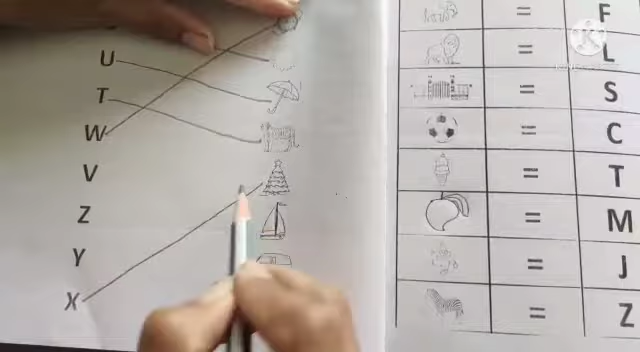 U
T
W
V
Z
Y
X
= F
= L
= S
= C
= T
= M
= J
= Z